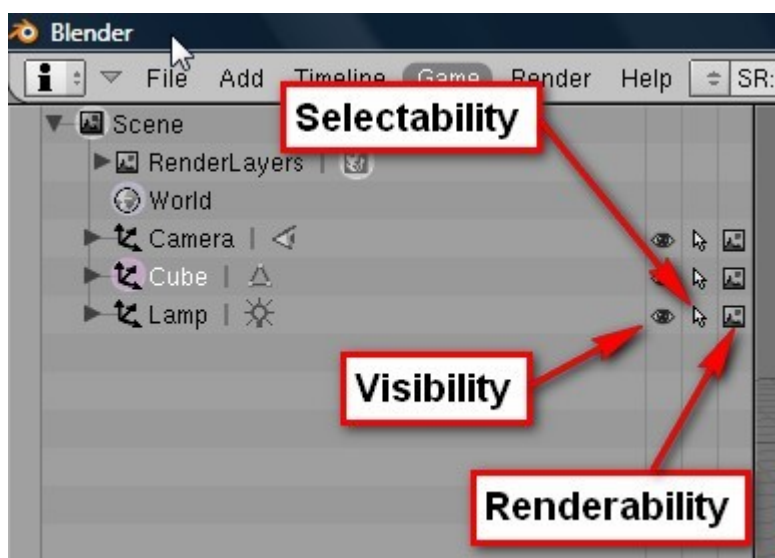 Blender
File Add Timeline Game Render Help SR:
Selectability
Scene
RenderLayers |
World
Camera |
Cube |
Lamp |
Visibility
Renderability